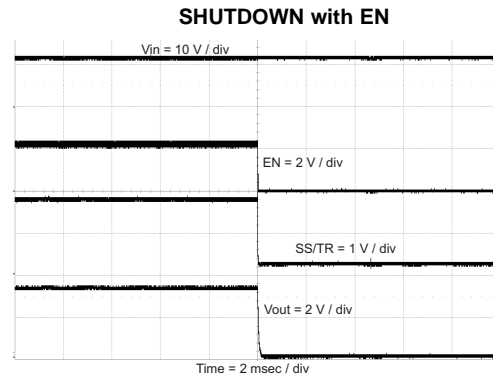 SHUTDOWN with EN
Vin = 10 V / div
EN = 2 V / div
SS/TR = 1 V / div
Vout = 2 V / div
Time = 2 msec / div